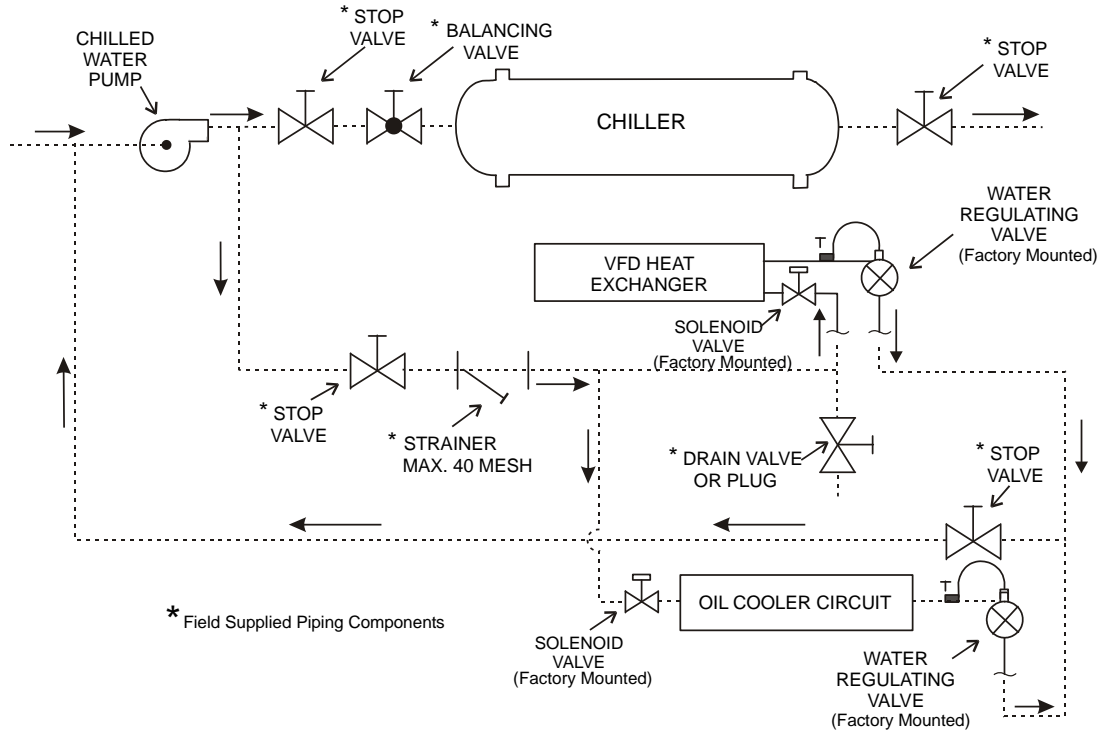 * STOP
VALVE
* BALANCING
VALVE
CHILLED
WATER
PUMP
* STOP
VALVE
CHILLER
WATER
REGULATING
VALVE
(Factory Mounted)
VFD HEAT
EXCHANGER
T
SOLENOID
VALVE
(Factory Mounted)
* STOP
VALVE
* STRAINER
MAX. 40 MESH
* DRAIN VALVE
OR PLUG
* STOP
VALVE
T
OIL COOLER CIRCUIT
* Field Supplied Piping Components
SOLENOID
VALVE
(Factory Mounted)
WATER
REGULATING
VALVE
(Factory Mounted)